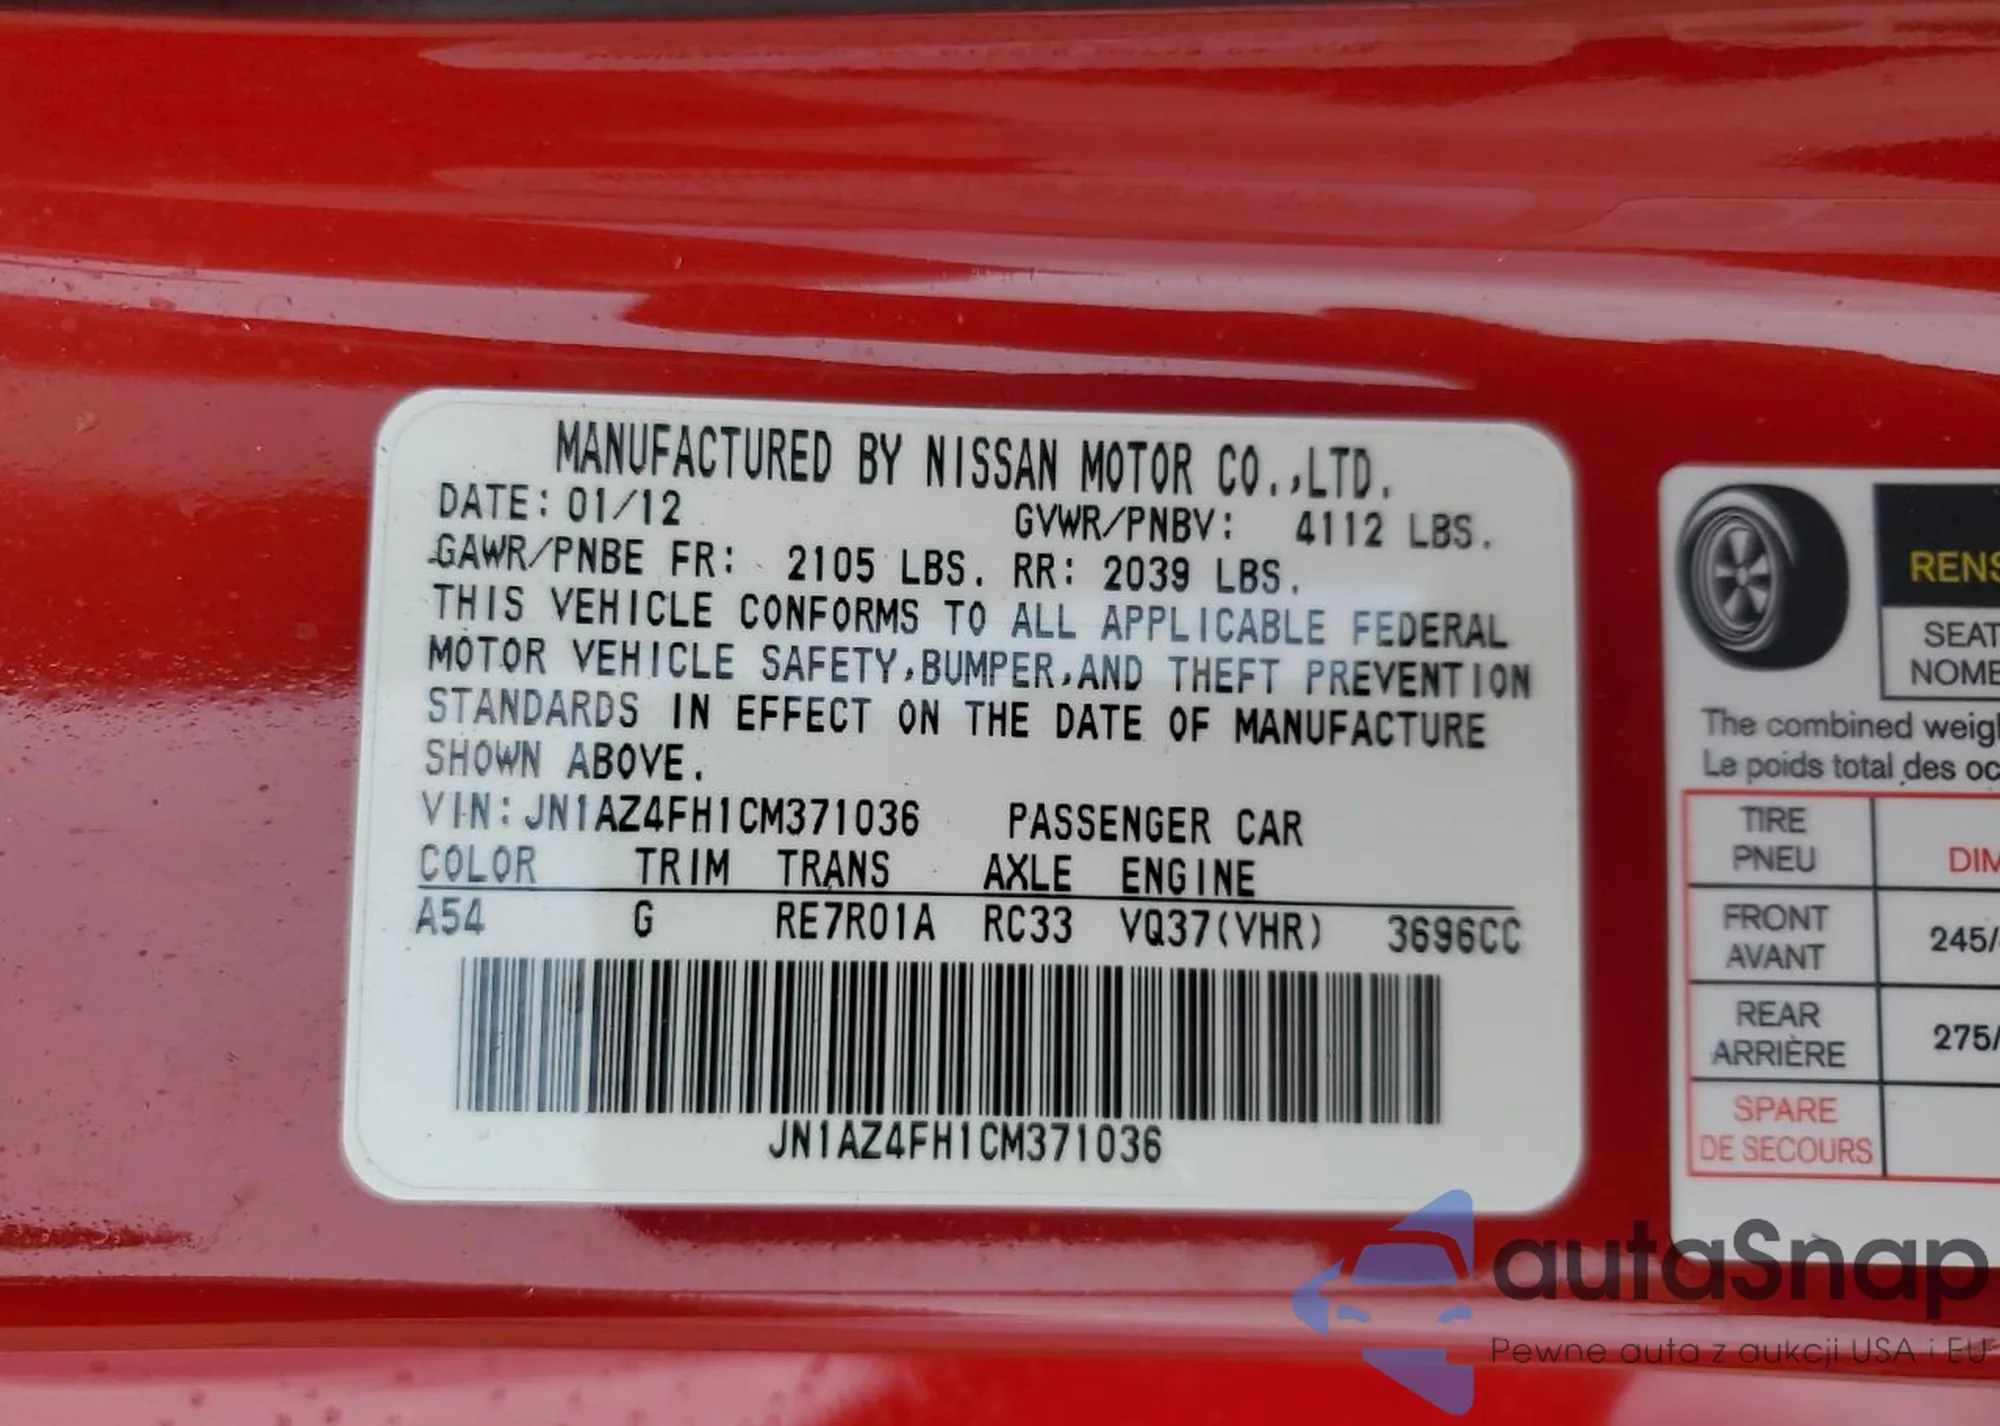 MANUFACTURED BY NISSAN MOTOR CO.,LTD.
DATE: 01/12 GVWR/PNBV: 4112 LBS.
GAWR/PNBE FR: 2105 LBS. RR: 2039 LBS.
THIS VEHICLE CONFORMS TO ALL APPLICABLE FEDERAL
MOTOR VEHICLE SAFETY,BUMPER,AND THEFT PREVENTION
STANDARDS IN EFFECT ON THE DATE OF MANUFACTURE
SHOWN ABOVE.
VIN: JN1AZ4FH1CM371036 PASSENGER CAR
COLOR TRIM TRANS AXLE ENGINE
A54 G RE7R01A RC33 VQ37(VHR) 3696CC
JN1AZ4FH1CM371036
RENS
SEAT
NOME
The combined weigh
Le poids total des oc
TIRE
PNEU
DIM
FRONT
AVANT
245/
REAR
ARRIÈRE
275/
SPARE
DE SECOURS
autaSnap
Pewne auta z aukcji USA i EU